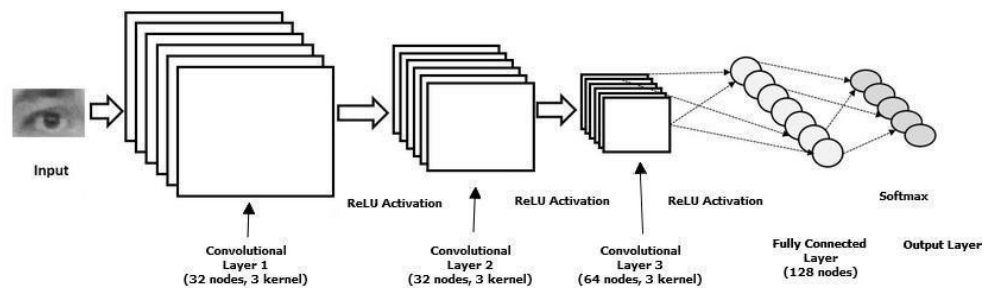 Input
ReLU Activation
ReLU Activation
ReLU Activation
Softmax
Convolutional
Layer 1
(32 nodes, 3 kernel)
Convolutional
Layer 2
(32 nodes, 3 kernel)
Convolutional
Layer 3
(64 nodes, 3 kernel)
Fully Connected
Layer
(128 nodes)
Output Layer